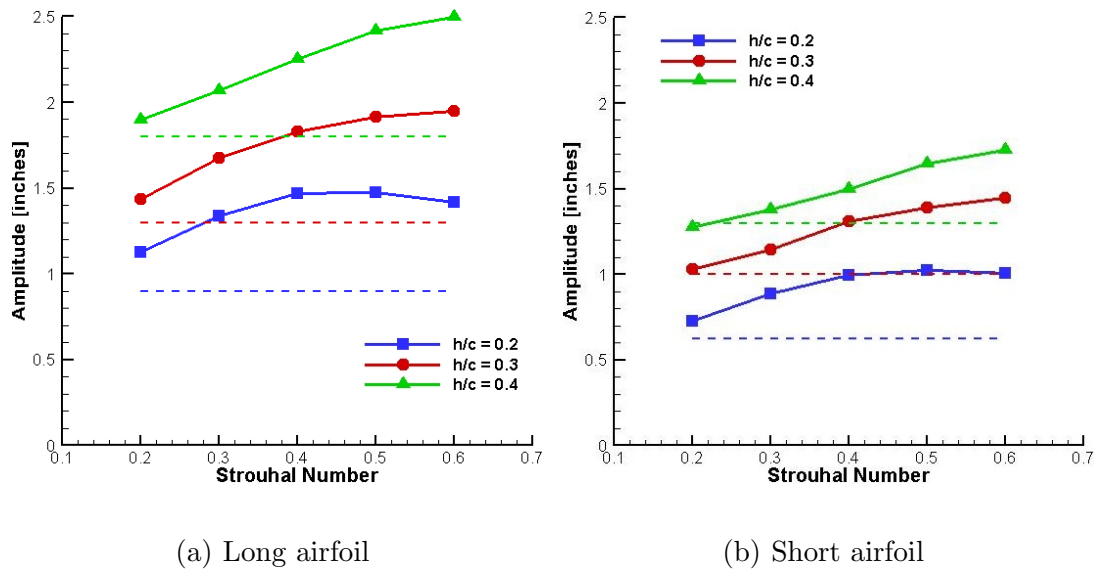 2.5
2
1.5
1
0.5
0
Amplitude [inches]
h/c = 0.2
h/c = 0.3
h/c = 0.4
0.1 0.2 0.3 0.4 0.5 0.6 0.7
Strouhal Number
(a) Long airfoil
2.5
2
1.5
1
0.5
0
Amplitude [inches]
h/c = 0.2
h/c = 0.3
h/c = 0.4
0.1 0.2 0.3 0.4 0.5 0.6 0.7
Strouhal Number
(b) Short airfoil